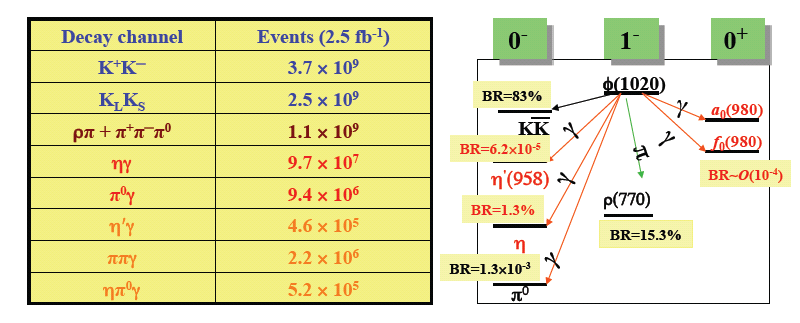 Decay channel Events (2.5 fb⁻¹)
K⁺K⁻ 3.7 × 10⁹
K_LK_S 2.5 × 10⁹
ρπ + π⁺π⁻π⁰ 1.1 × 10⁹
ηγ 9.7 × 10⁷
π⁰γ 9.4 × 10⁶
η′γ 4.6 × 10⁵
ππγ 2.2 × 10⁶
ηπ⁰γ 5.2 × 10⁵
0⁻ 1⁻ 0⁺
ϕ(1020)
BR=83%
KK̅
γ
γ
a₀(980)
BR=6.2×10⁻⁵
γ
π
f₀(980)
η'(958)
γ
BR~O(10⁻⁴)
BR=1.3%
ρ(770)
BR=15.3%
η
γ
BR=1.3×10⁻³
π⁰